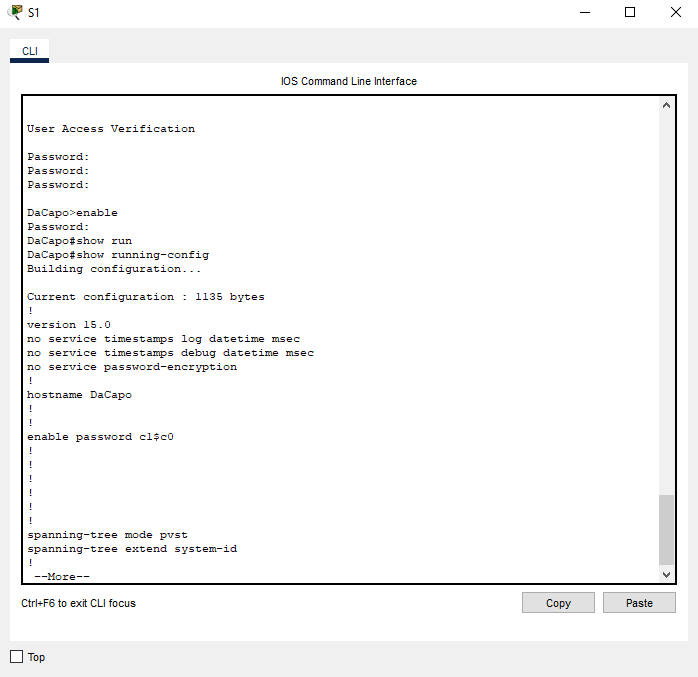 S1
CLI
IOS Command Line Interface
User Access Verification
Password:
Password:
Password:
DaCapo>enable
Password:
DaCapo#show run
DaCapo#show running-config
Building configuration...
Current configuration : 1135 bytes
!
version 15.0
no service timestamps log datetime msec
no service timestamps debug datetime msec
no service password-encryption
!
hostname DaCapo
!
!
enable password c1$c0
!
!
!
!
!
!
spanning-tree mode pvst
spanning-tree extend system-id
!
--More--
Ctrl+F6 to exit CLI focus
Copy
Paste
Top